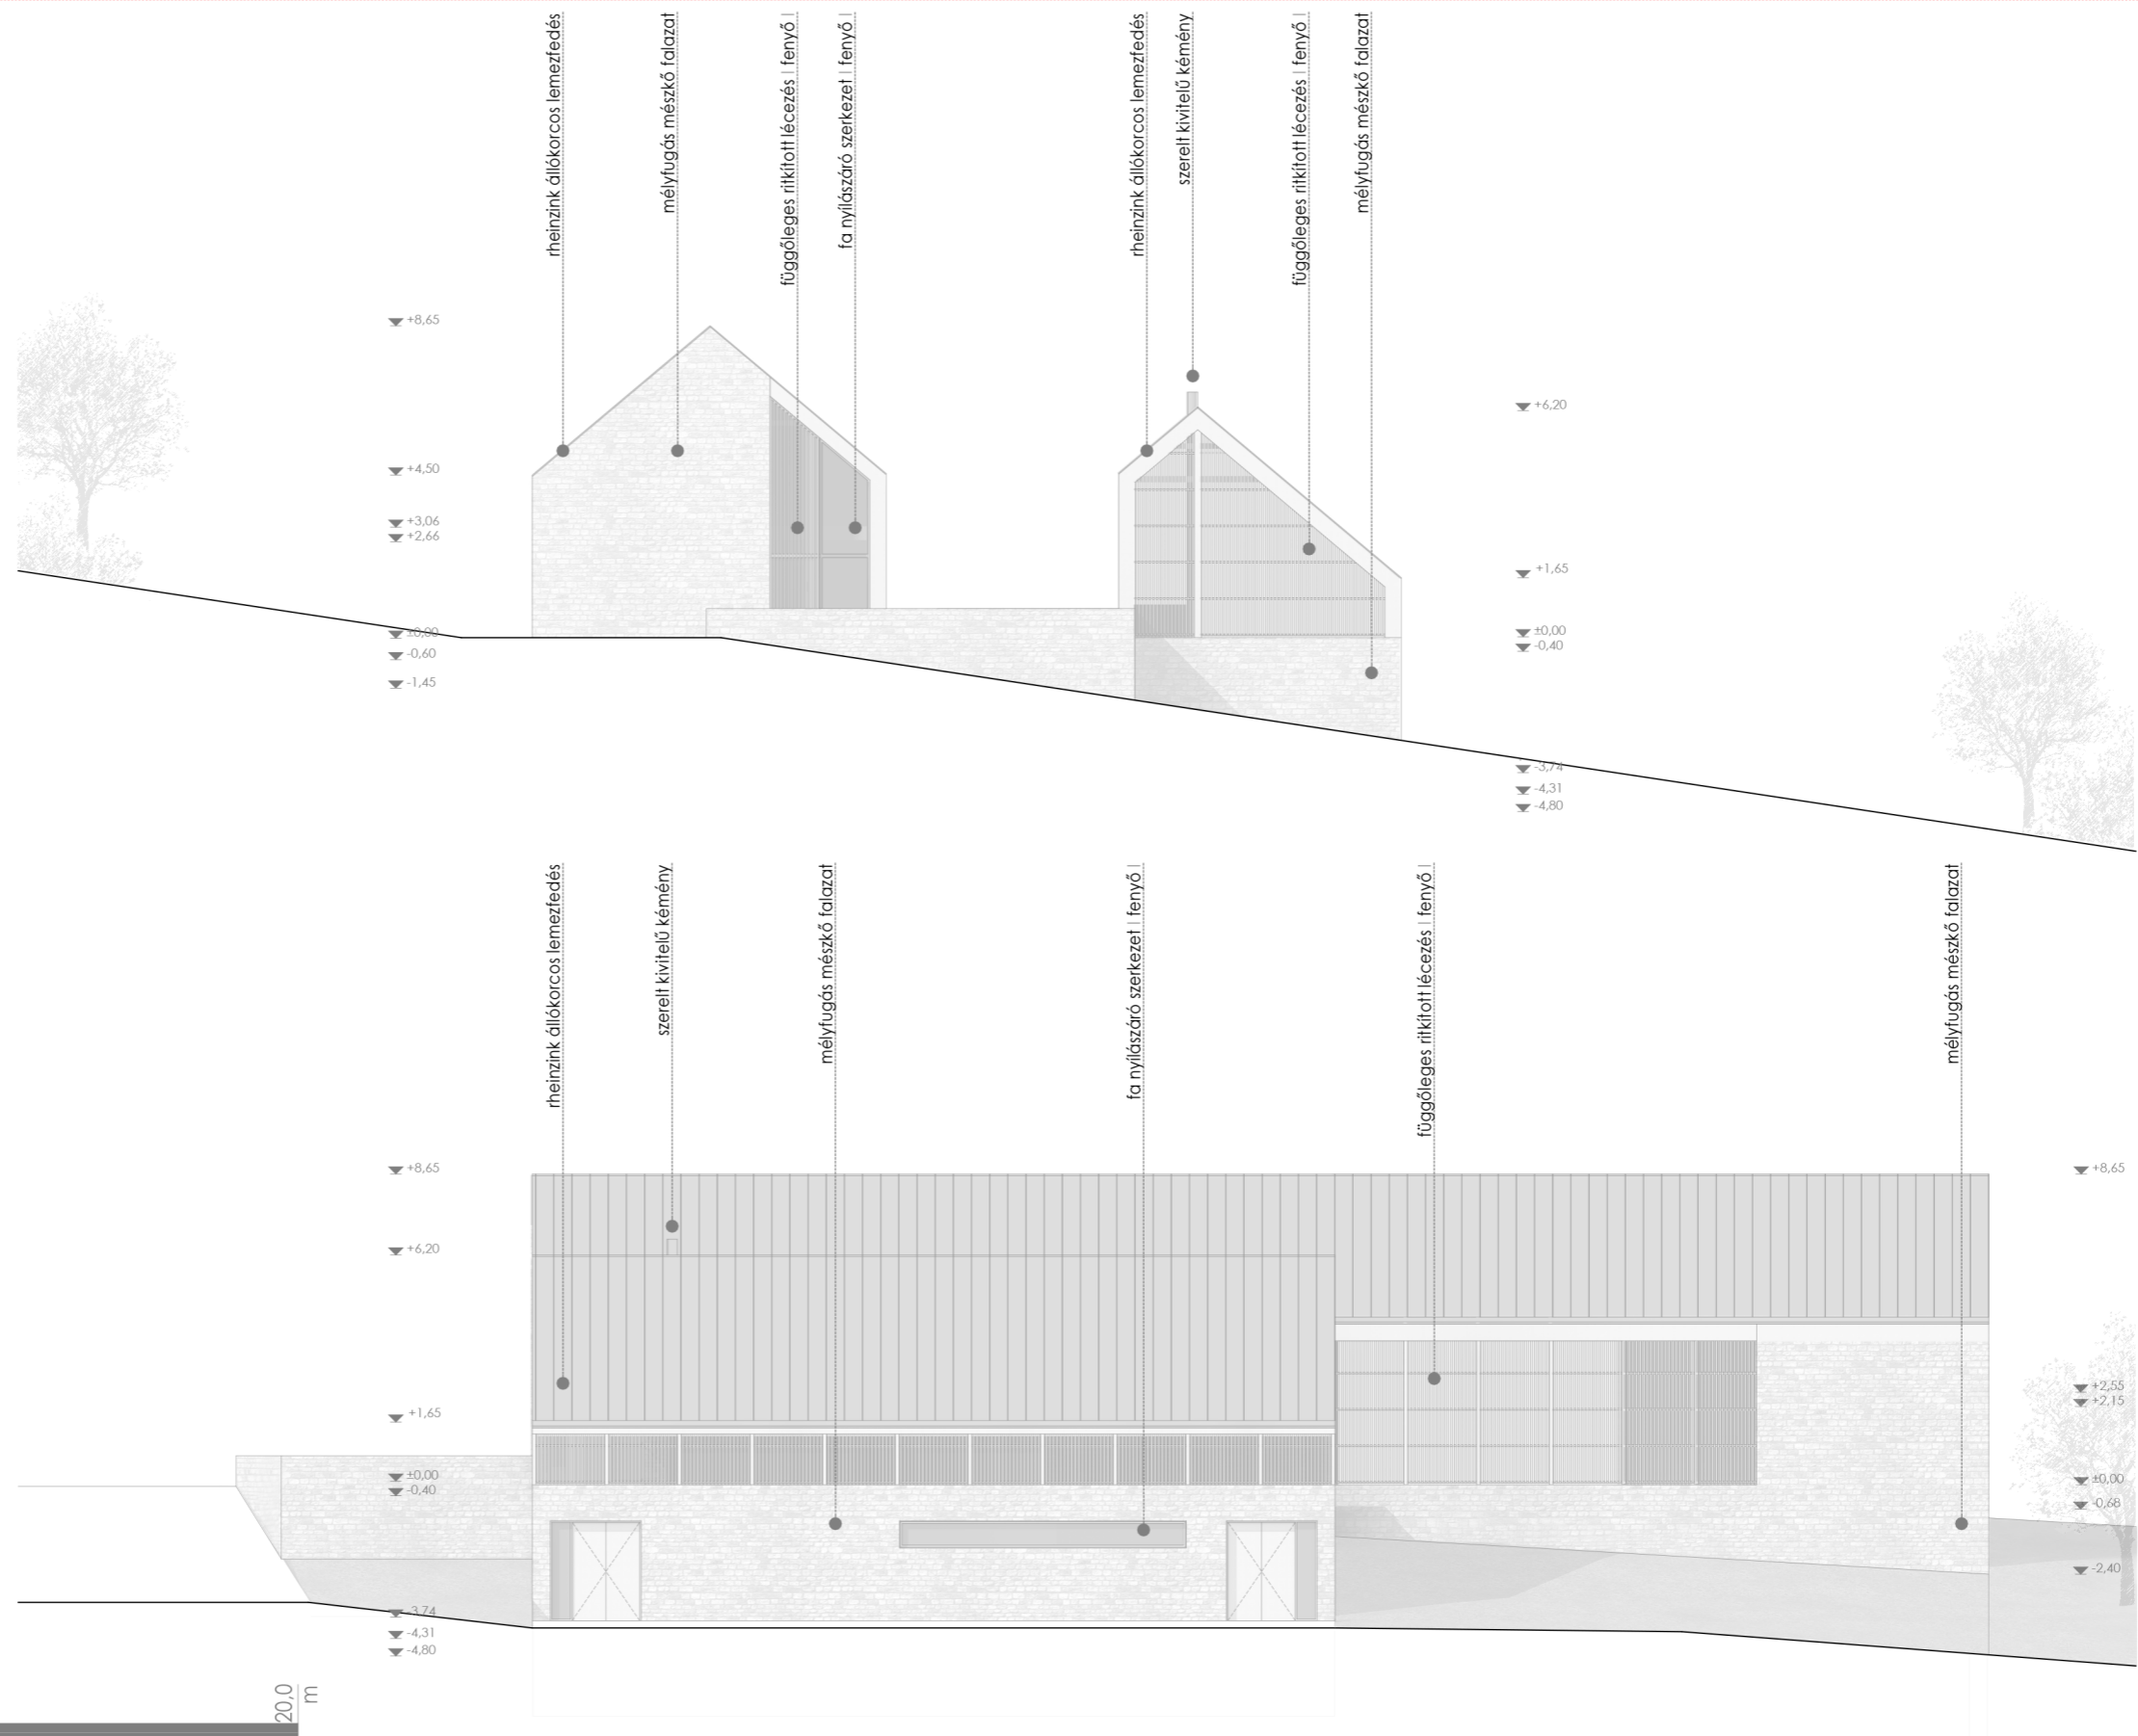 rheinzink állókorcos lemezfedés
mélyfugás mészkő falazat
függőleges ritkított lécezés | fenyő |
fa nyílászáró szerkezet | fenyő |
rheinzink állókorcos lemezfedés
szerelt kivitelű kémény
függőleges ritkított lécezés | fenyő |
mélyfugás mészkő falazat
+8,65
+4,50
+3,06
+2,66
±0,00
-0,60
-1,45
+6,20
+1,65
±0,00
-0,40
-3,74
-4,31
-4,80
rheinzink állókorcos lemezfedés
szerelt kivitelű kémény
mélyfugás mészkő falazat
fa nyílászáró szerkezet | fenyő |
függőleges ritkított lécezés | fenyő |
mélyfugás mészkő falazat
+8,65
+6,20
+1,65
±0,00
-0,40
-3,74
-4,31
-4,80
+8,65
+2,55
+2,15
±0,00
-0,68
-2,40
20,0
m